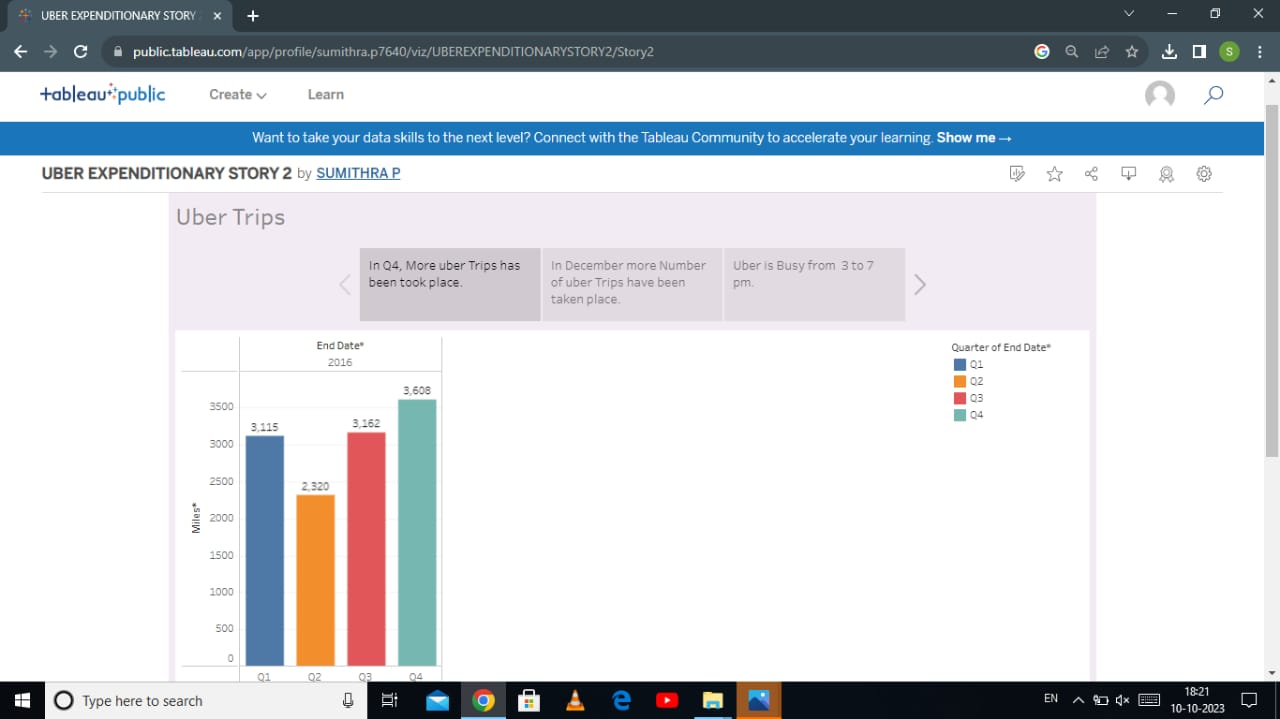 UBER EXPENDITIONARY STORY
public.tableau.com/app/profile/sumithra.p7640/viz/UBEREXPENDITIONARYSTORY2/Story2
S
+ableau public
Create
Learn
Want to take your data skills to the next level? Connect with the Tableau Community to accelerate your learning. Show me →
UBER EXPENDITIONARY STORY 2 by SUMITHRA P
Uber Trips
In Q4, More uber Trips has
been took place.
In December more Number
of uber Trips have been
taken place.
Uber is Busy from 3 to 7
pm.
End Date*
2016
Quarter of End Date*
Q1
Q2
Q3
Q4
3,608
3500
3,115
3,162
3000
2500
2,320
2000
Miles*
1500
1000
500
0
Q1 Q2 Q3 Q4
Type here to search
EN
18:21
10-10-2023